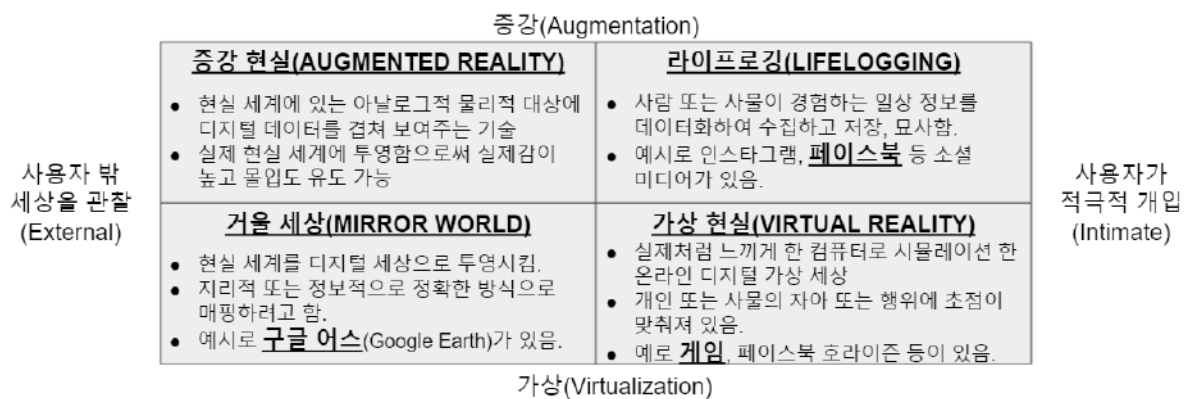 증강(Augmentation)
증강 현실(AUGMENTED REALITY)
● 현실 세계에 있는 아날로그적 물리적 대상에
디지털 데이터를 겹쳐 보여주는 기술
● 실제 현실 세계에 투영함으로써 실제감이
높고 몰입도 유도 가능
라이프로깅(LIFELOGGING)
● 사람 또는 사물이 경험하는 일상 정보를
데이터화하여 수집하고 저장, 묘사함.
● 예시로 인스타그램, 페이스북 등 소셜
미디어가 있음.
사용자 밖
세상을 관찰
(External)
사용자가
적극적 개입
(Intimate)
거울 세상(MIRROR WORLD)
● 현실 세계를 디지털 세상으로 투영시킴.
● 지리적 또는 정보적으로 정확한 방식으로
매핑하려고 함.
● 예시로 구글 어스(Google Earth)가 있음.
가상 현실(VIRTUAL REALITY)
● 실제처럼 느끼게 한 컴퓨터로 시뮬레이션 한
온라인 디지털 가상 세상
● 개인 또는 사물의 자아 또는 행위에 초점이
맞춰져 있음.
● 예로 게임, 페이스북 호라이즌 등이 있음.
가상(Virtualization)